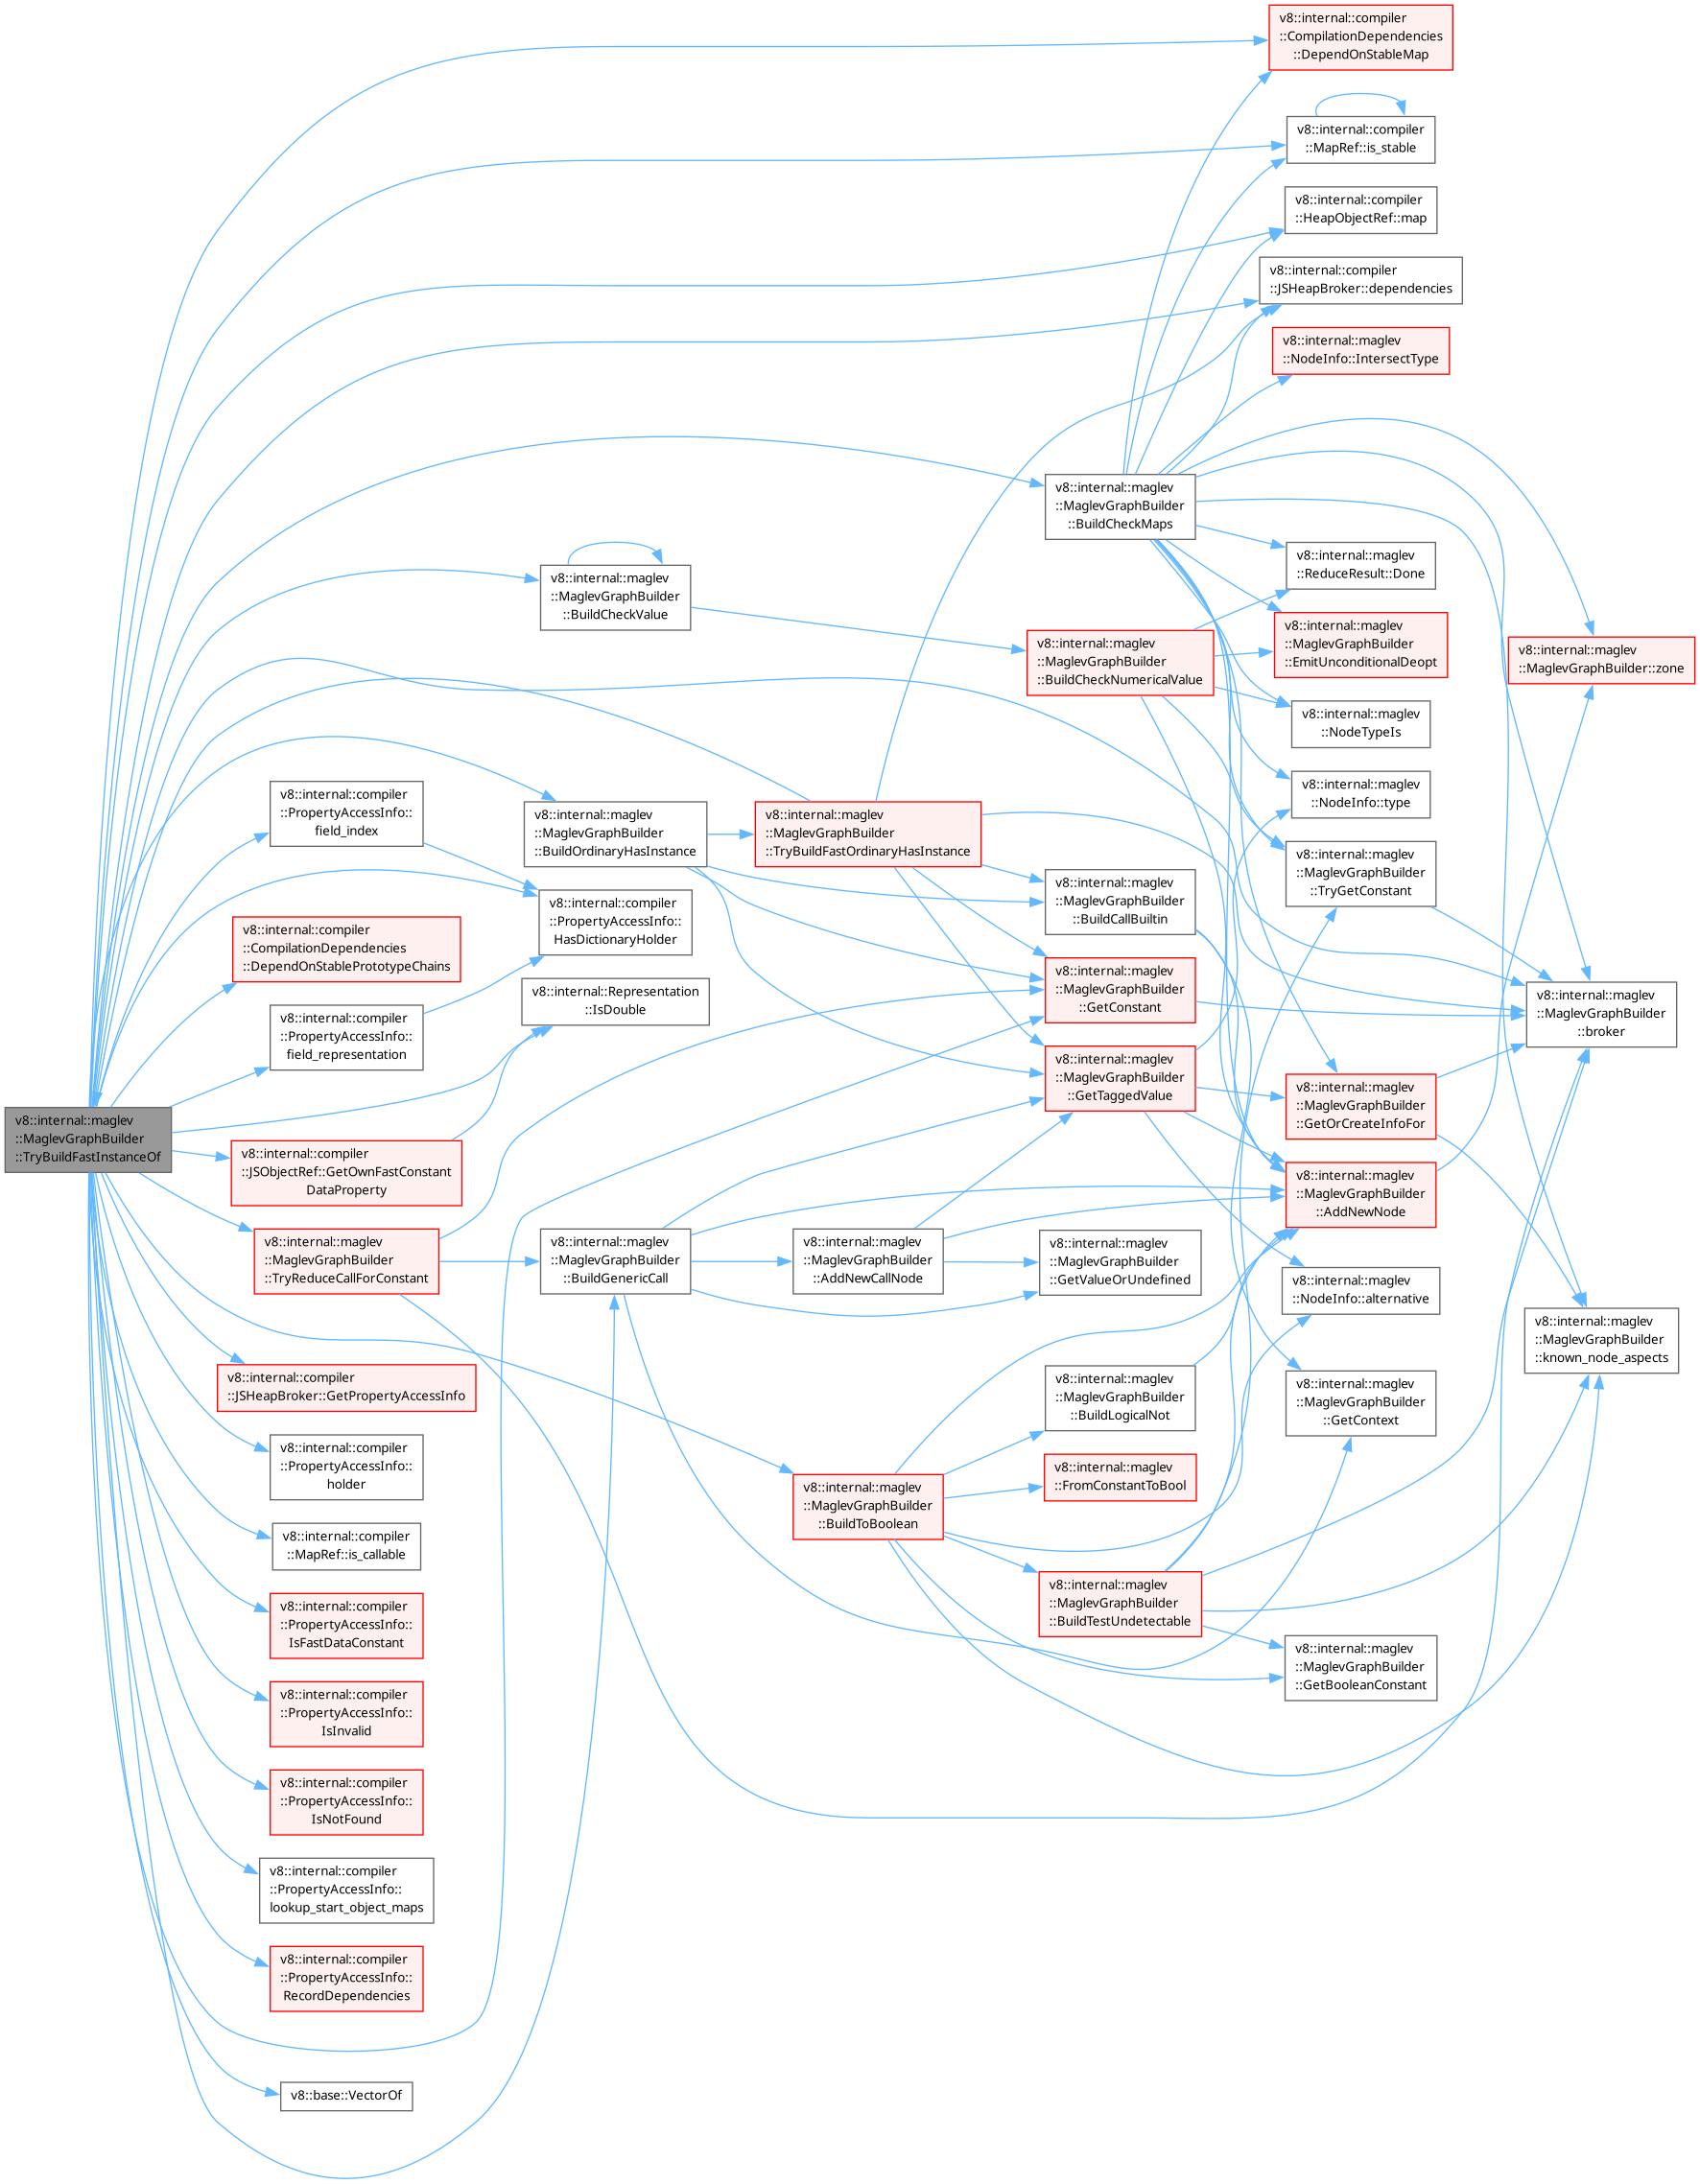 v8::internal::compiler
::CompilationDependencies
::DependOnStableMap
v8::internal::compiler
::MapRef::is_stable
v8::internal::compiler
::HeapObjectRef::map
v8::internal::compiler
::JSHeapBroker::dependencies
v8::internal::maglev
::NodeInfo::IntersectType
v8::internal::maglev
::MaglevGraphBuilder
::BuildCheckMaps
v8::internal::maglev
::ReduceResult::Done
v8::internal::maglev
::MaglevGraphBuilder
::BuildCheckValue
v8::internal::maglev
::MaglevGraphBuilder
::EmitUnconditionalDeopt
v8::internal::maglev
::MaglevGraphBuilder::zone
v8::internal::maglev
::MaglevGraphBuilder
::BuildCheckNumericalValue
v8::internal::maglev
::NodeTypeIs
v8::internal::maglev
::NodeInfo::type
v8::internal::compiler
::PropertyAccessInfo::
field_index
v8::internal::maglev
::MaglevGraphBuilder
::BuildOrdinaryHasInstance
v8::internal::maglev
::MaglevGraphBuilder
::TryBuildFastOrdinaryHasInstance
v8::internal::maglev
::MaglevGraphBuilder
::TryGetConstant
v8::internal::maglev
::MaglevGraphBuilder
::BuildCallBuiltin
v8::internal::compiler
::PropertyAccessInfo::
HasDictionaryHolder
v8::internal::compiler
::CompilationDependencies
::DependOnStablePrototypeChains
v8::internal::Representation
::IsDouble
v8::internal::maglev
::MaglevGraphBuilder
::GetConstant
v8::internal::maglev
::MaglevGraphBuilder
::broker
v8::internal::compiler
::PropertyAccessInfo::
field_representation
v8::internal::maglev
::MaglevGraphBuilder
::GetTaggedValue
v8::internal::maglev
::MaglevGraphBuilder
::GetOrCreateInfoFor
v8::internal::maglev
::MaglevGraphBuilder
::TryBuildFastInstanceOf
v8::internal::compiler
::JSObjectRef::GetOwnFastConstant
DataProperty
v8::internal::maglev
::MaglevGraphBuilder
::AddNewNode
v8::internal::maglev
::MaglevGraphBuilder
::TryReduceCallForConstant
v8::internal::maglev
::MaglevGraphBuilder
::BuildGenericCall
v8::internal::maglev
::MaglevGraphBuilder
::AddNewCallNode
v8::internal::maglev
::MaglevGraphBuilder
::GetValueOrUndefined
v8::internal::maglev
::NodeInfo::alternative
v8::internal::maglev
::MaglevGraphBuilder
::known_node_aspects
v8::internal::compiler
::JSHeapBroker::GetPropertyAccessInfo
v8::internal::maglev
::MaglevGraphBuilder
::BuildLogicalNot
v8::internal::maglev
::MaglevGraphBuilder
::GetContext
v8::internal::compiler
::PropertyAccessInfo::
holder
v8::internal::maglev
::FromConstantToBool
v8::internal::maglev
::MaglevGraphBuilder
::BuildToBoolean
v8::internal::compiler
::MapRef::is_callable
v8::internal::maglev
::MaglevGraphBuilder
::BuildTestUndetectable
v8::internal::compiler
::PropertyAccessInfo::
IsFastDataConstant
v8::internal::maglev
::MaglevGraphBuilder
::GetBooleanConstant
v8::internal::compiler
::PropertyAccessInfo::
IsInvalid
v8::internal::compiler
::PropertyAccessInfo::
IsNotFound
v8::internal::compiler
::PropertyAccessInfo::
lookup_start_object_maps
v8::internal::compiler
::PropertyAccessInfo::
RecordDependencies
v8::base::VectorOf